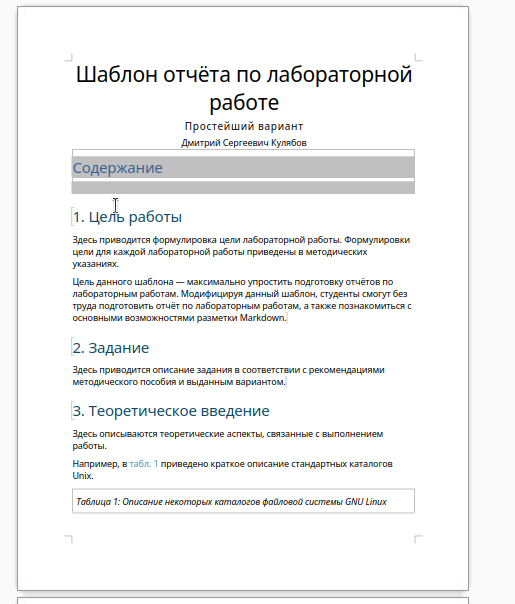 Шаблон отчёта по лабораторной
работе
Простейший вариант
Дмитрий Сергеевич Кулябов
Содержание
1. Цель работы
Здесь приводится формулировка цели лабораторной работы. Формулировки
цели для каждой лабораторной работы приведены в методических
указаниях.
Цель данного шаблона — максимально упростить подготовку отчётов по
лабораторным работам. Модифицируя данный шаблон, студенты смогут без
труда подготовить отчёт по лабораторным работам, а также познакомиться с
основными возможностями разметки Markdown.
2. Задание
Здесь приводится описание задания в соответствии с рекомендациями
методического пособия и выданным вариантом.
3. Теоретическое введение
Здесь описываются теоретические аспекты, связанные с выполнением
работы.
Например, в табл. 1 приведено краткое описание стандартных каталогов
Unix.
Таблица 1: Описание некоторых каталогов файловой системы GNU Linux